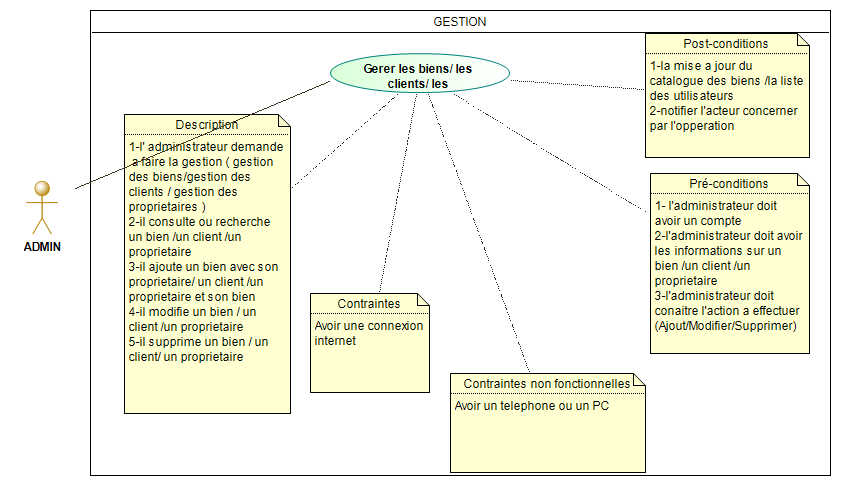 GESTION
Gerer les biens/ les
clients/ les
Post-conditions
1-la mise a jour du
catalogue des biens /la liste
des utilisateurs
2-notifier l'acteur concerner
par l'opperation
Description
1-l' administrateur demande
a faire la gestion ( gestion
des biens/gestion des
clients / gestion des
proprietaires )
2-il consulte ou recherche
un bien /un client /un
proprietaire
3-il ajoute un bien avec son
proprietaire/ un client /un
proprietaire et son bien
4-il modifie un bien / un
client /un proprietaire
5-il supprime un bien / un
client/ un proprietaire
Pré-conditions
1- l'administrateur doit
avoir un compte
2-l'administrateur doit avoir
les informations sur un
bien /un client /un
proprietaire
3-l'administrateur doit
conaitre l'action a effectuer
(Ajout/Modifier/Supprimer)
ADMIN
Contraintes
Avoir une connexion
internet
Contraintes non fonctionnelles
Avoir un telephone ou un PC